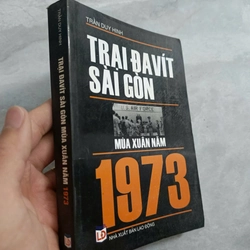 TRẦN DUY HINH
TRẠI ĐAVÍT
SÀI GÒN
MÙA XUÂN NĂM
1973
LĐ NHÀ XUẤT BẢN LAO ĐỘNG
TRẠI ĐAVÍT SÀI GÒN MÙA XUÂN NĂM 1973